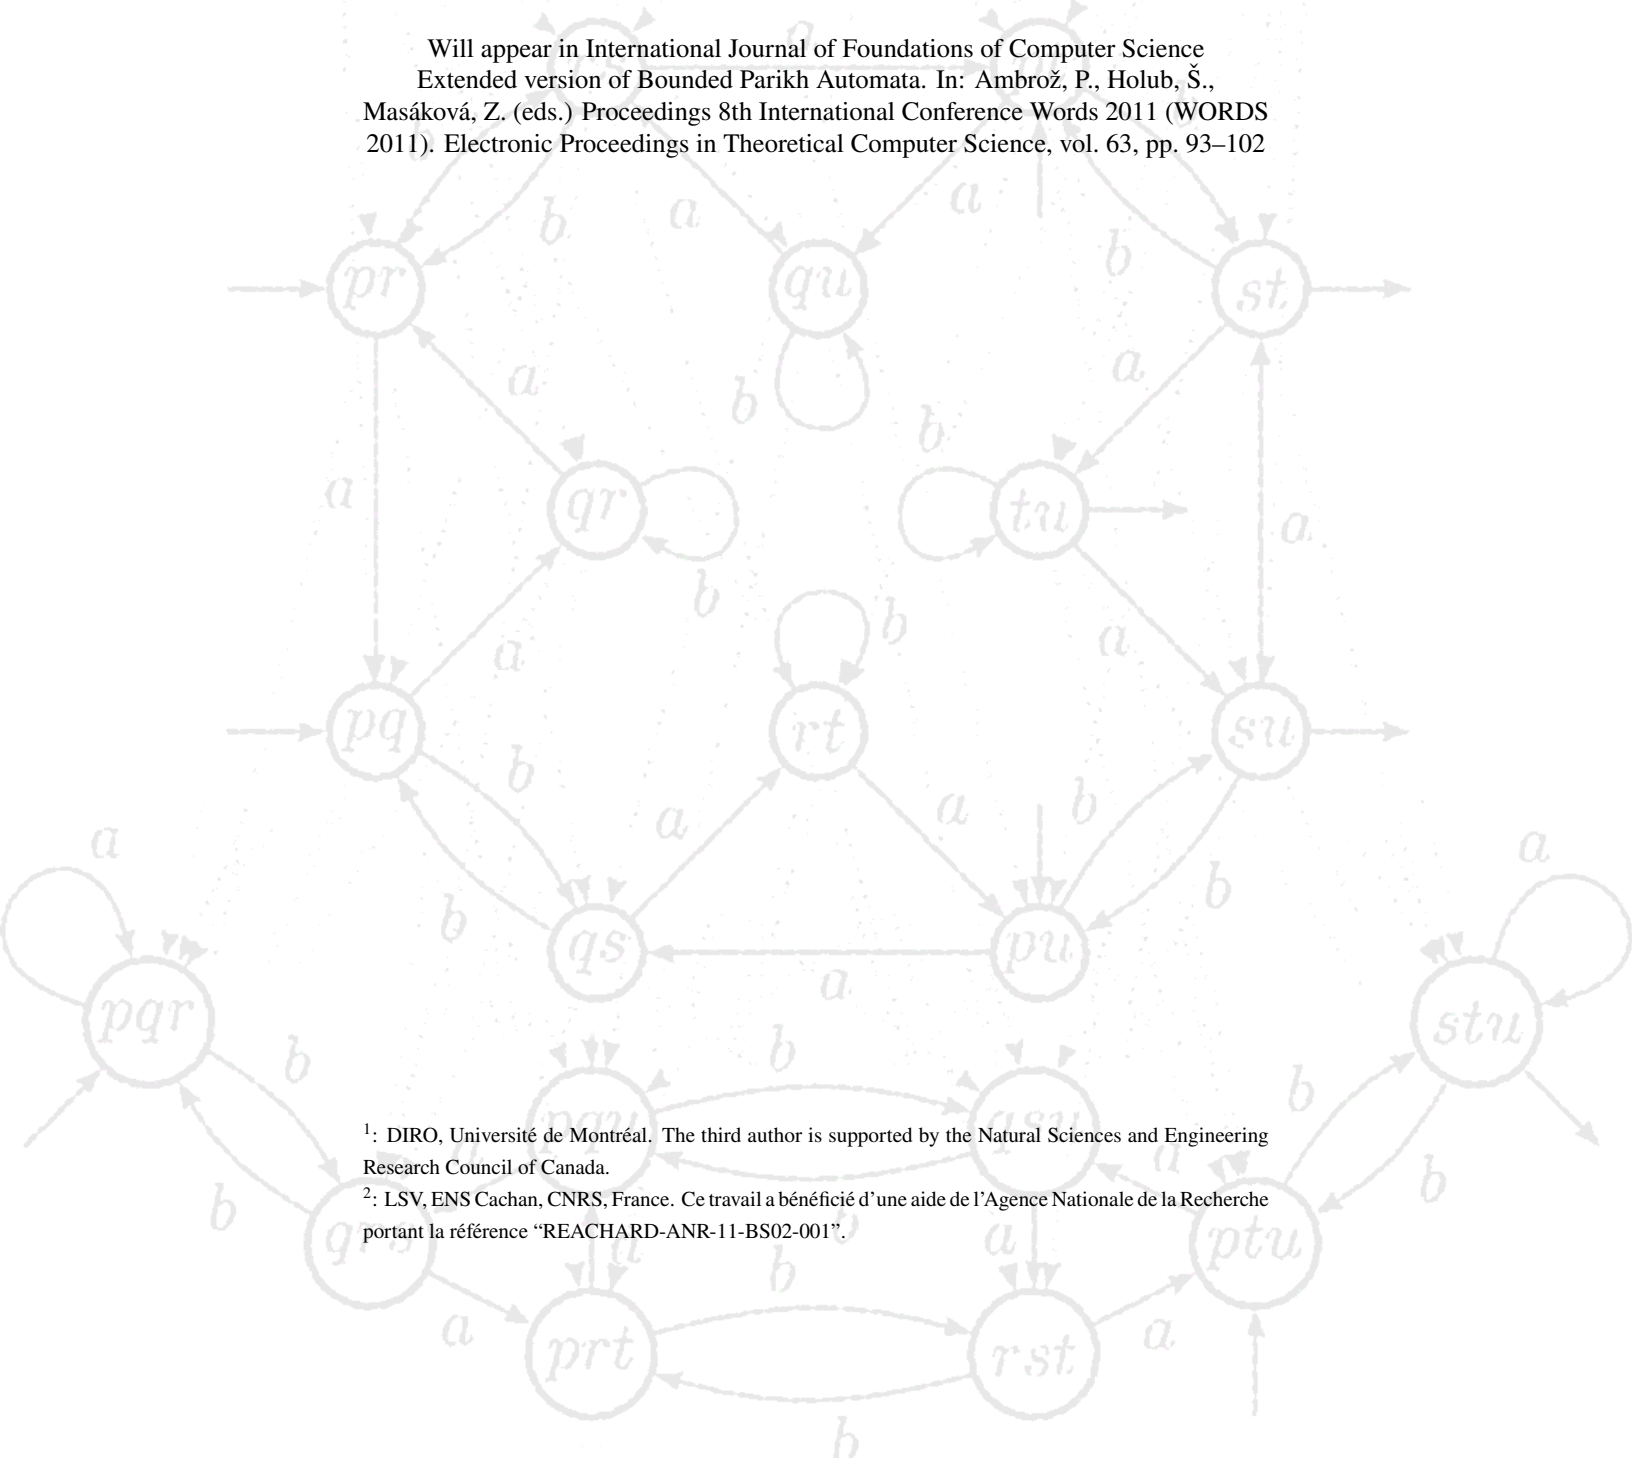 Will appear in International Journal of Foundations of Computer Science
Extended version of Bounded Parikh Automata. In: Ambrož, P., Holub, Š.,
Masáková, Z. (eds.) Proceedings 8th International Conference Words 2011 (WORDS
2011). Electronic Proceedings in Theoretical Computer Science, vol. 63, pp. 93–102
a
b
b
a
a
b
pr
qu
st
a
b
a
b
a
qr
tu
a
b
b
a
a
pq
rt
su
b
a
a
b
a
a
b
qs
pu
b
a
pqr
stu
b
b
b
pqu
qsu
1: DIRO, Université de Montréal. The third author is supported by the Natural Sciences and Engineering
Research Council of Canada.
2: LSV, ENS Cachan, CNRS, France. Ce travail a bénéficié d’une aide de l’Agence Nationale de la Recherche
portant la référence “REACHARD-ANR-11-BS02-001”.
a
a
b
b
b
qrs
a
a
ptu
b
a
prt
rst
a
b